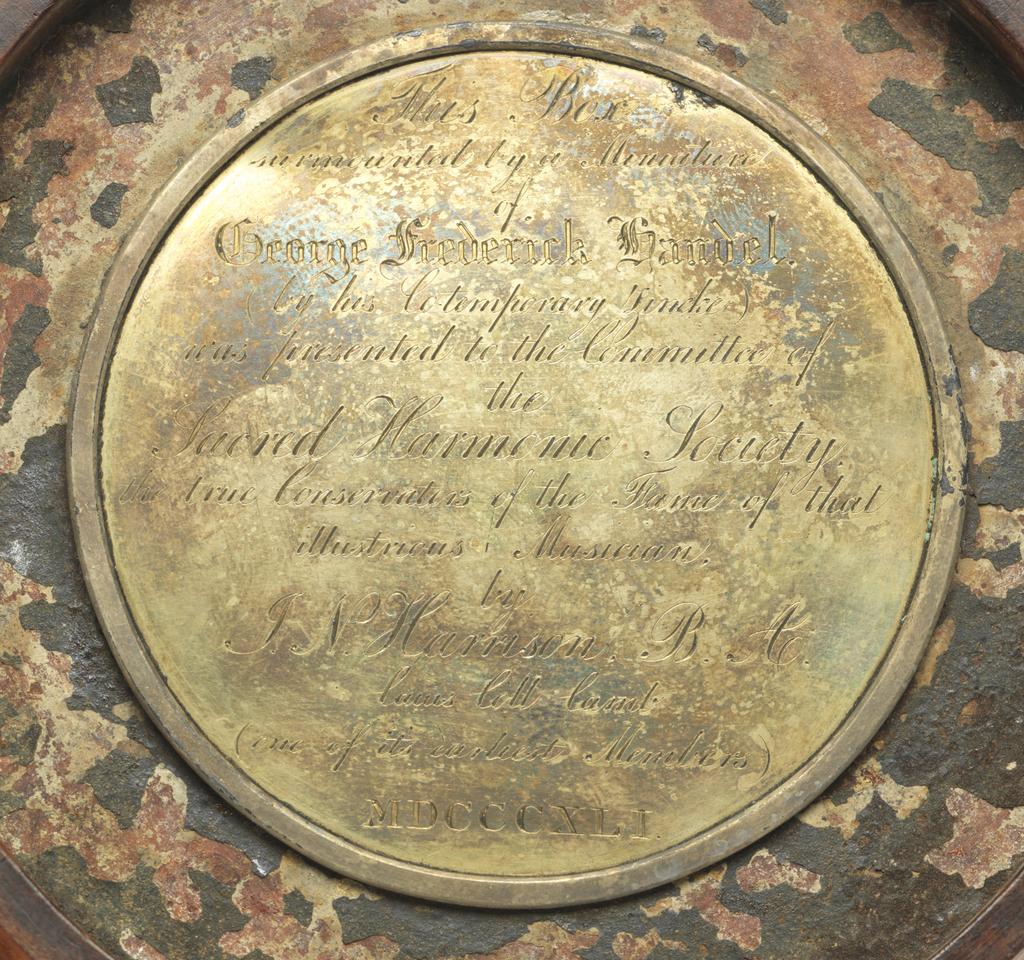 This Box
surmounted by a Miniature
of
George Frederick Handel.
(by his Cotemporary Zincke)
was presented to the Committee of
the
Sacred Harmonic Society,
the true Conservators of the Fame of that
illustrious Musician,
by
J. N. Harrison, B. A.
Caius Coll Camb
(one of its earliest Members)
MDCCCXLI.